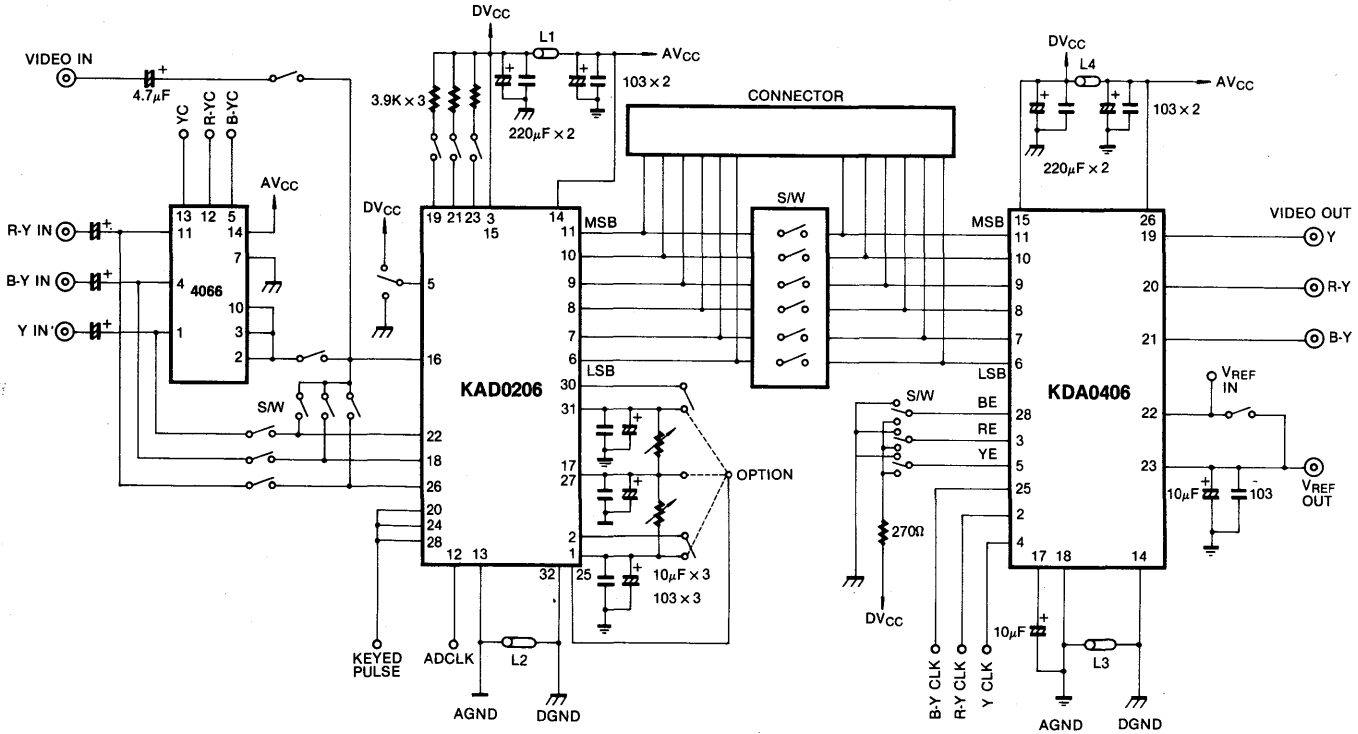 VIDEO IN
4.7μF
+
YC
R-YC
B-YC
AVCC
R-Y IN
B-Y IN
Y IN
+
+
+
13
12
5
11
14
7
4
4066
10
3
1
2
S/W
DVCC
L1
AVCC
3.9K × 3
+
+
103 × 2
220μF × 2
DVCC
19
21
23
3
15
14
MSB
11
10
9
8
7
6
LSB
5
16
KAD0206
30
31
22
18
26
17
27
20
24
28
2
1
12
13
32
25
+
+
+
10μF × 3
103 × 3
OPTION
KEYED
PULSE
ADCLK
L2
AGND
DGND
CONNECTOR
S/W
DVCC
L4
AVCC
+
+
103 × 2
220μF × 2
15
26
MSB
11
10
9
8
7
6
LSB
19
20
21
VIDEO OUT
Y
R-Y
B-Y
KDA0406
S/W
BE
28
RE
3
YE
5
25
2
4
22
23
VREF
IN
VREF
OUT
10μF
+
103
270Ω
DVCC
17
18
14
10μF
+
L3
B-Y CLK
R-Y CLK
Y CLK
AGND
DGND